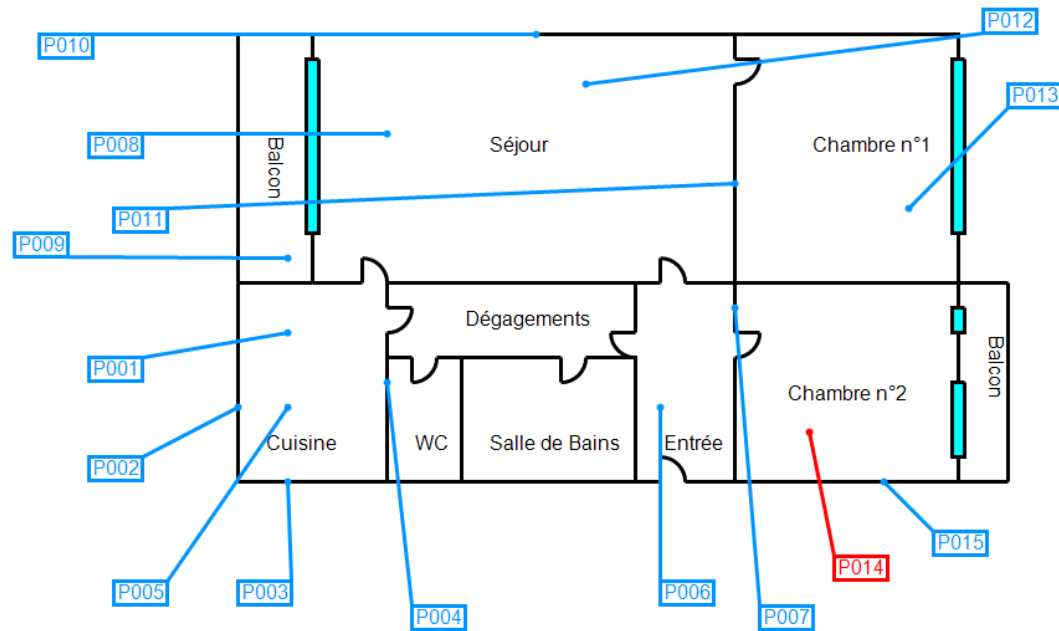 P012
P010
P013
P008
Balcon
Séjour
Chambre n°1
P011
P009
Dégagements
P001
Balcon
Chambre n°2
Cuisine
WC
Salle de Bains
Entrée
P002
P015
P014
P005
P003
P006
P004
P007